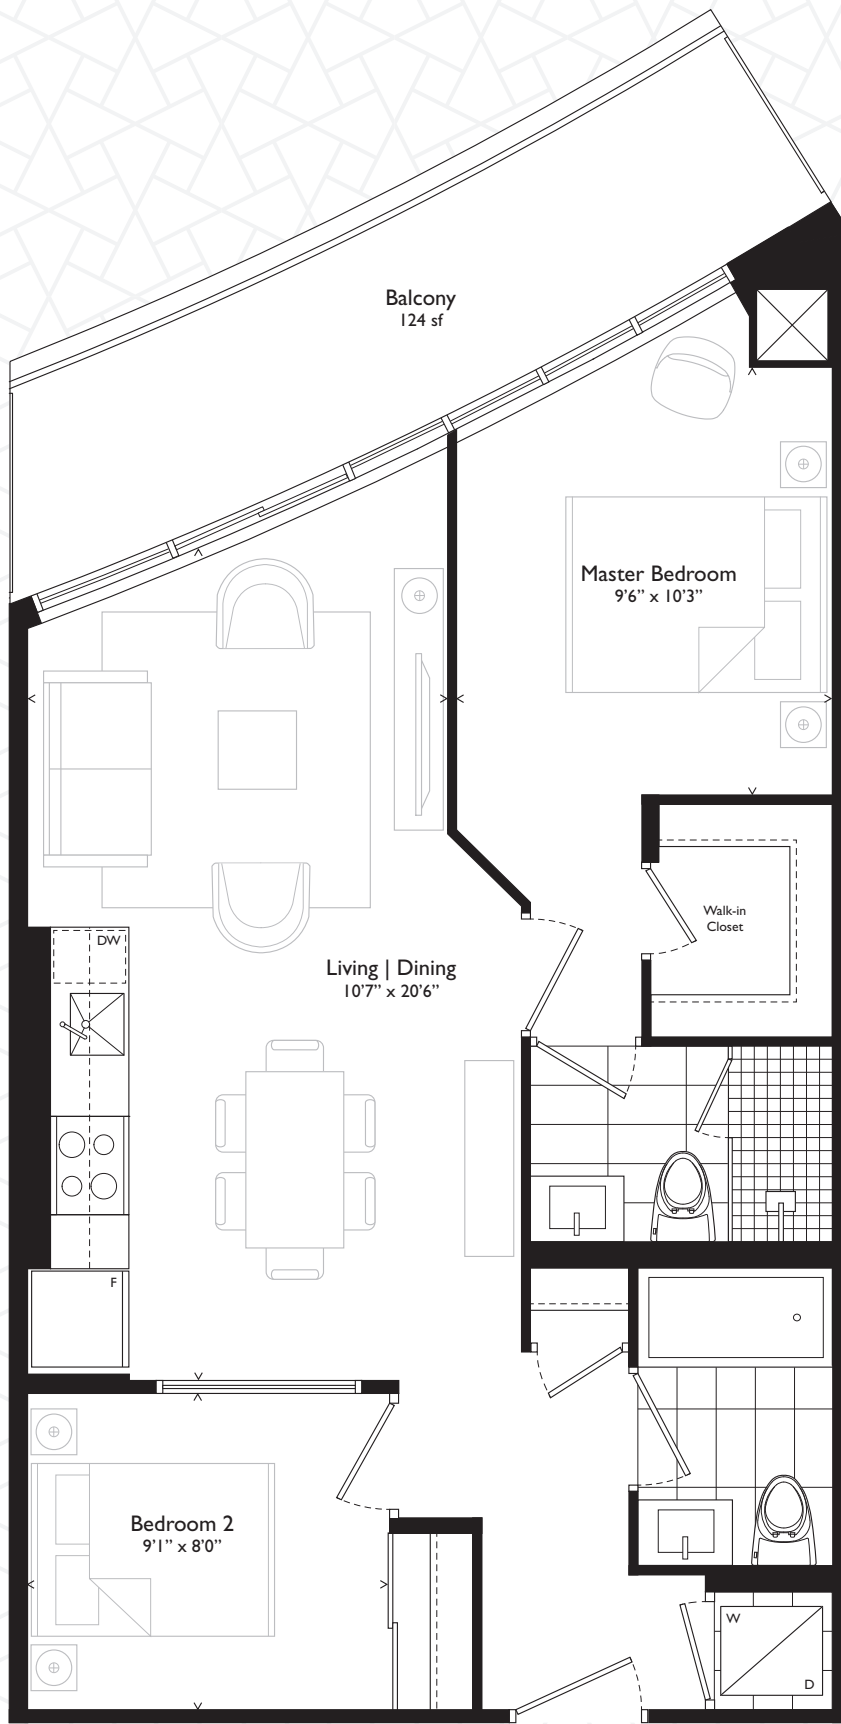 Balcony
124 sf
Master Bedroom
9’6” x 10’3”
Walk-in
Closet
DW
Living | Dining
10’7” x 20’6”
F
Bedroom 2
9’1” x 8’0”
W
D